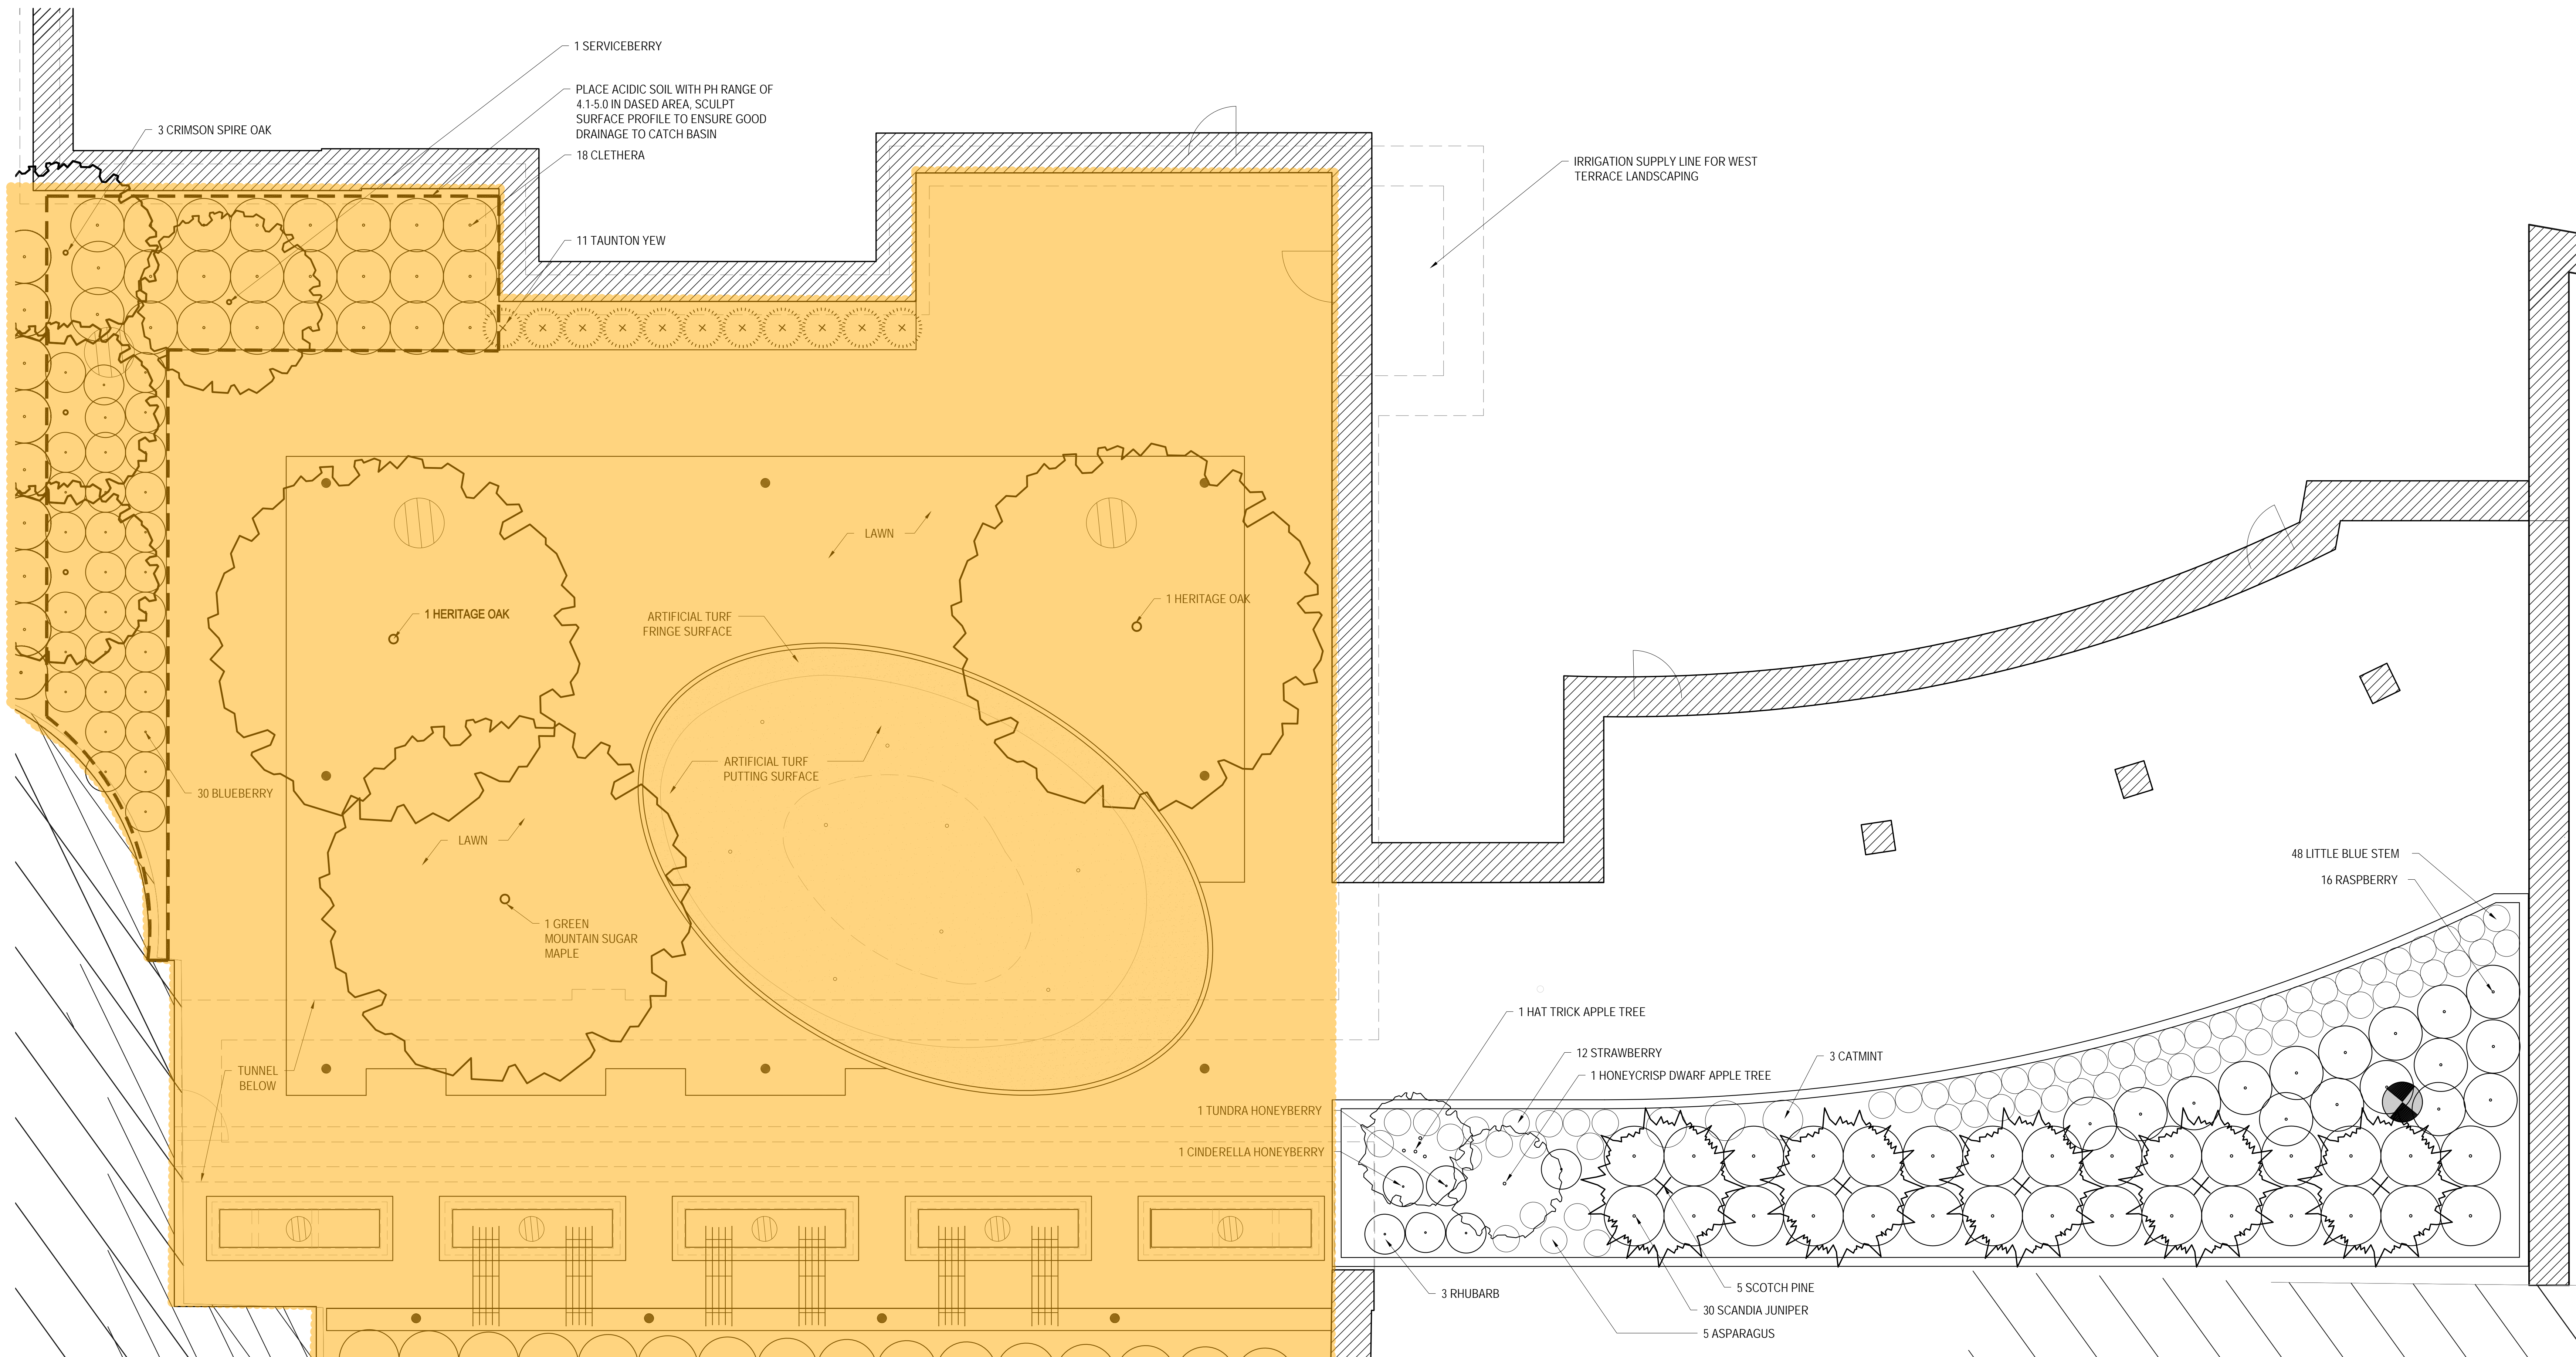 1 SERVICEBERRY
PLACE ACIDIC SOIL WITH PH RANGE OF
4.1-5.0 IN DASED AREA, SCULPT
SURFACE PROFILE TO ENSURE GOOD
DRAINAGE TO CATCH BASIN
3 CRIMSON SPIRE OAK
18 CLETHERA
IRRIGATION SUPPLY LINE FOR WEST
TERRACE LANDSCAPING
11 TAUNTON YEW
LAWN
1 HERITAGE OAK
1 HERITAGE OAK
ARTIFICIAL TURF
FRINGE SURFACE
ARTIFICIAL TURF
PUTTING SURFACE
30 BLUEBERRY
LAWN
48 LITTLE BLUE STEM
16 RASPBERRY
1 GREEN
MOUNTAIN SUGAR
MAPLE
1 HAT TRICK APPLE TREE
12 STRAWBERRY
3 CATMINT
TUNNEL
BELOW
1 HONEYCRISP DWARF APPLE TREE
1 TUNDRA HONEYBERRY
1 CINDERELLA HONEYBERRY
5 SCOTCH PINE
3 RHUBARB
30 SCANDIA JUNIPER
5 ASPARAGUS